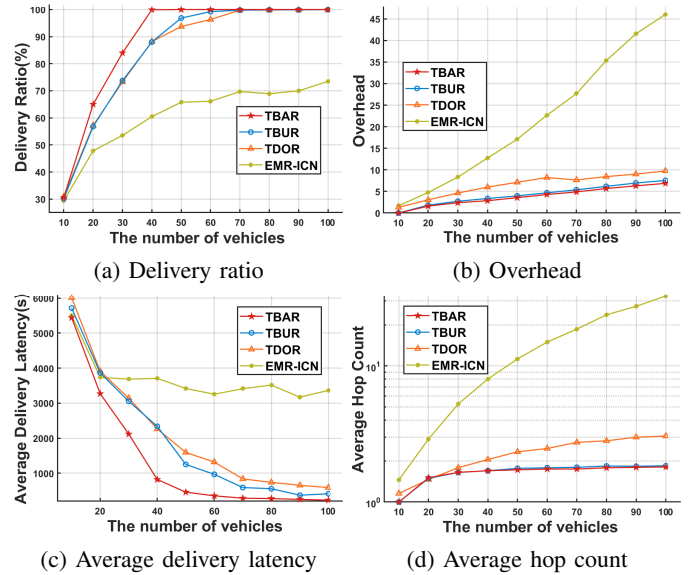 100
90
80
70
60
50
40
30
Delivery Ratio(%)
TBAR
TBUR
TDOR
EMR-ICN
10 20 30 40 50 60 70 80 90 100
The number of vehicles
(a) Delivery ratio
45
40
35
30
25
20
15
10
5
0
Overhead
TBAR
TBUR
TDOR
EMR-ICN
10 20 30 40 50 60 70 80 90 100
The number of vehicles
(b) Overhead
6000
5000
4000
3000
2000
1000
Average Delivery Latency(s)
TBAR
TBUR
TDOR
EMR-ICN
20 40 60 80 100
The number of vehicles
(c) Average delivery latency
10¹
10⁰
Average Hop Count
TBAR
TBUR
TDOR
EMR-ICN
10 20 30 40 50 60 70 80 90 100
The number of vehicles
(d) Average hop count